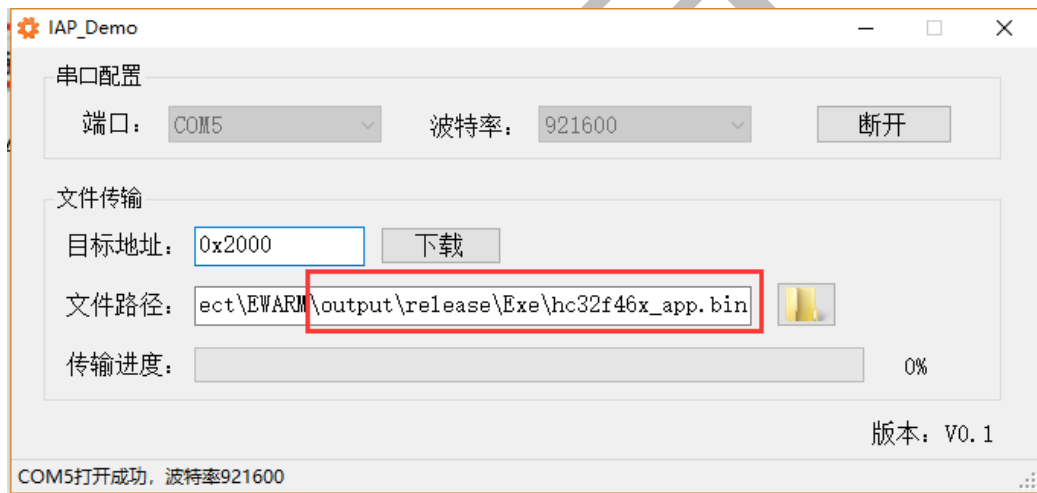 IAP_Demo
串口配置
端口： COM5 波特率： 921600 断开
文件传输
目标地址： 0x2000 下载
文件路径： ect\EWARM\output\release\Exe\hc32f46x_app.bin
传输进度： 0%
版本：V0.1
COM5打开成功，波特率921600